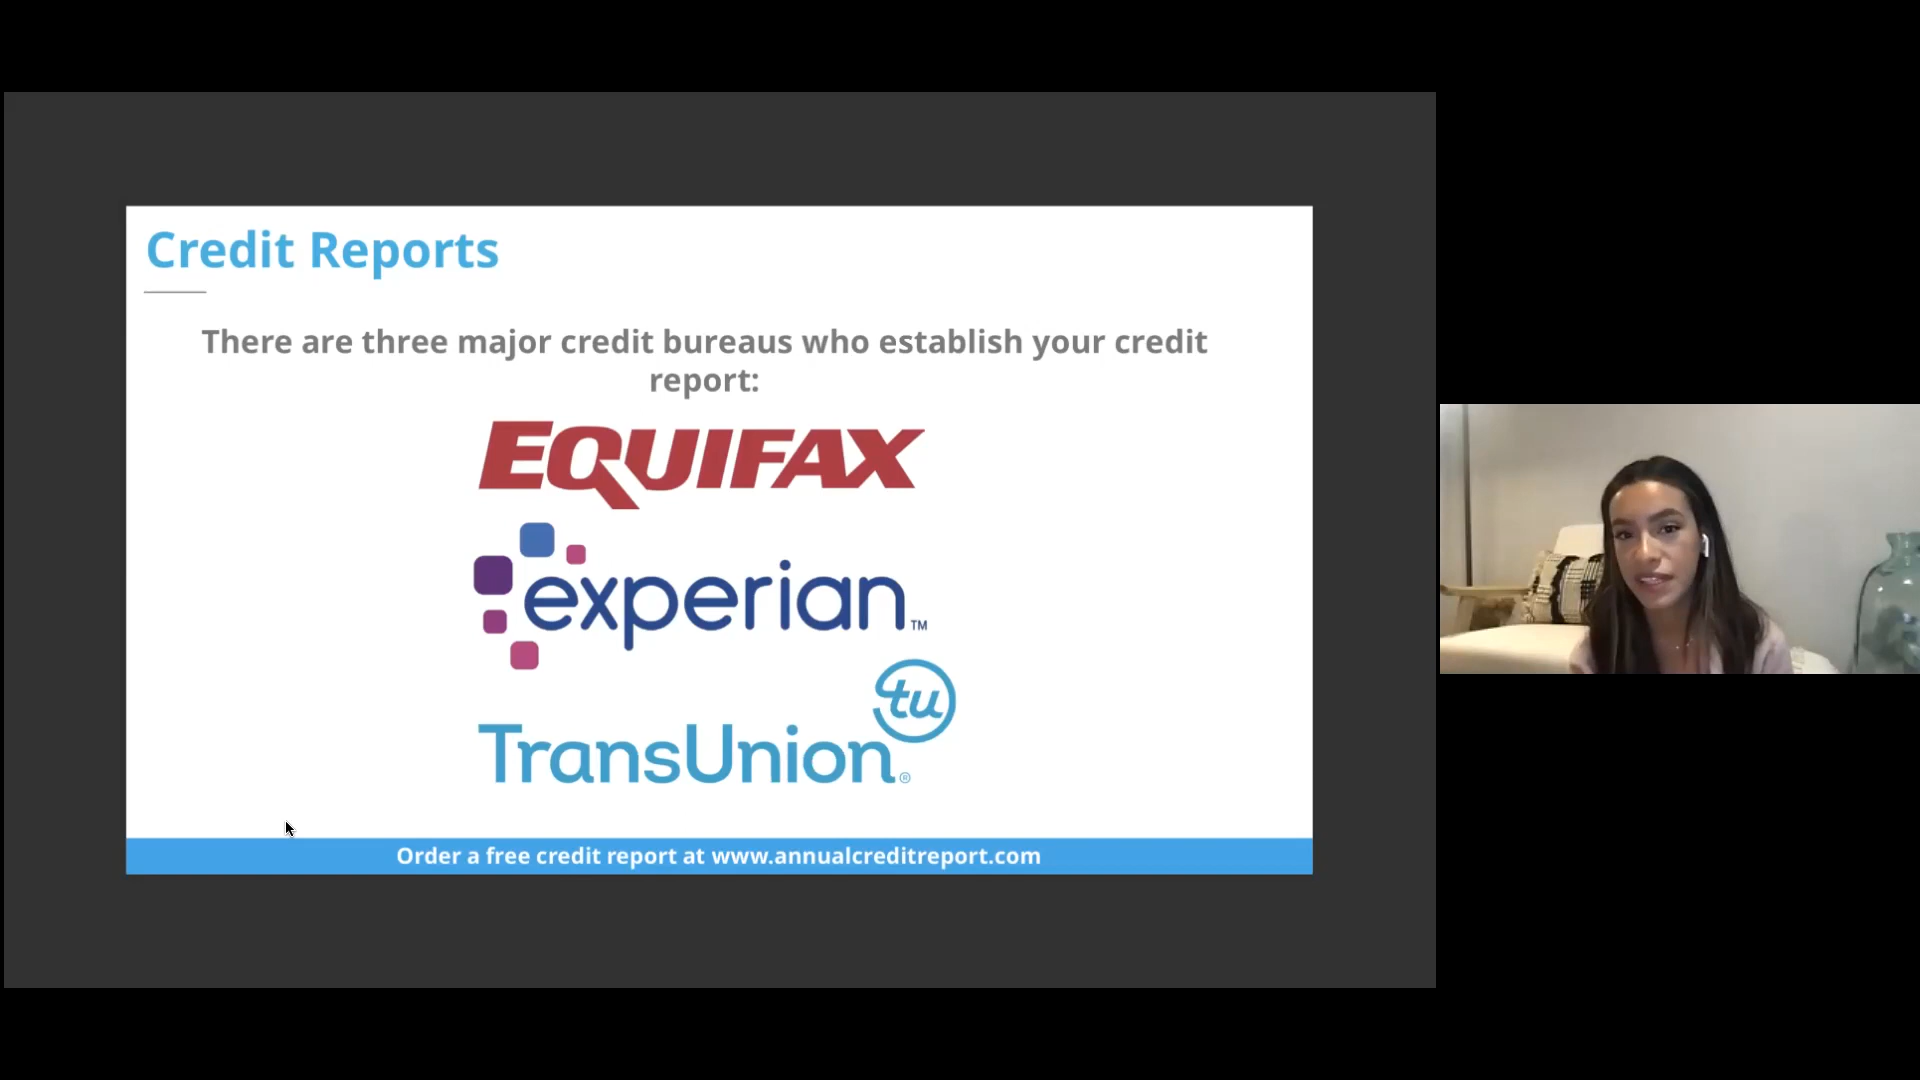 Credit Reports
There are three major credit bureaus who establish your credit
report:
EQUIFAX
experian™
tu
TransUnion®
Order a free credit report at www.annualcreditreport.com